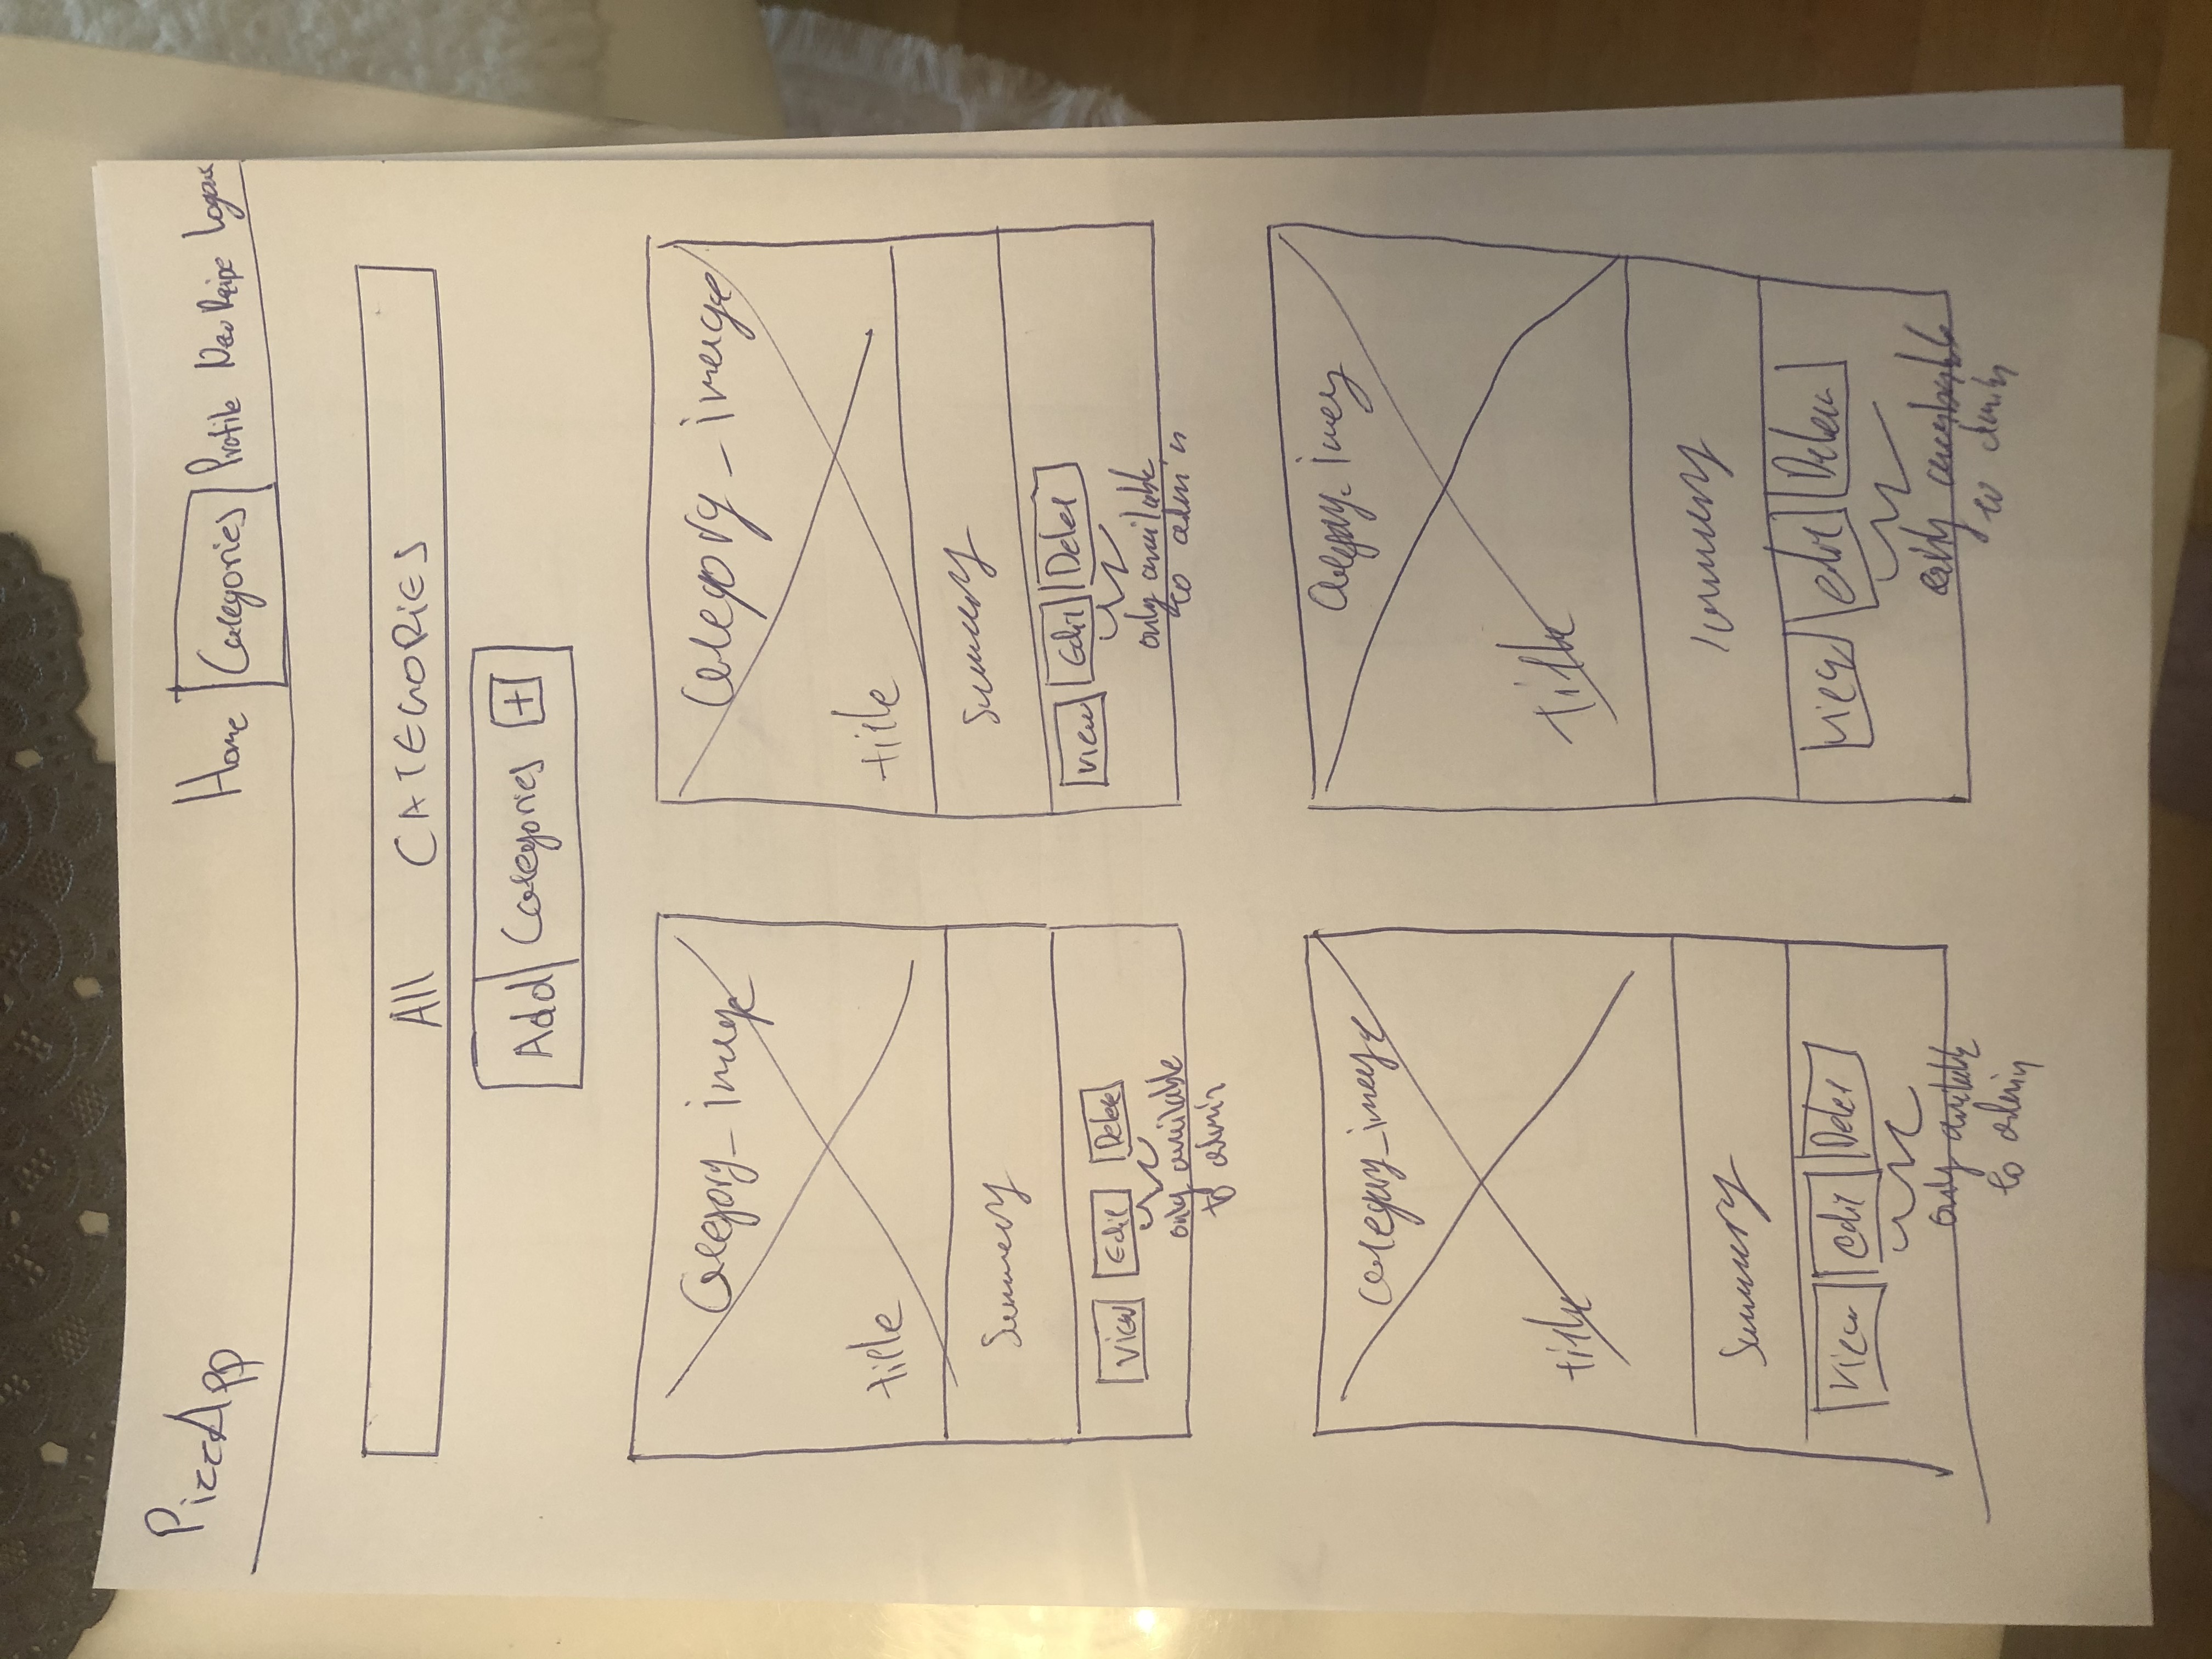 PizzApp
Home Categories Profile New Recipe Logout
All CATEGORIES
Add Categories +
Category_image
title
Summary
View Edit Delete
only available
to admin
Category_image
title
Summary
View Edit Delete
only available
to admin
Category_image
title
Summary
View edit Delete
only available
to admin
Category_image
Title
summary
View edit Delete
to admin